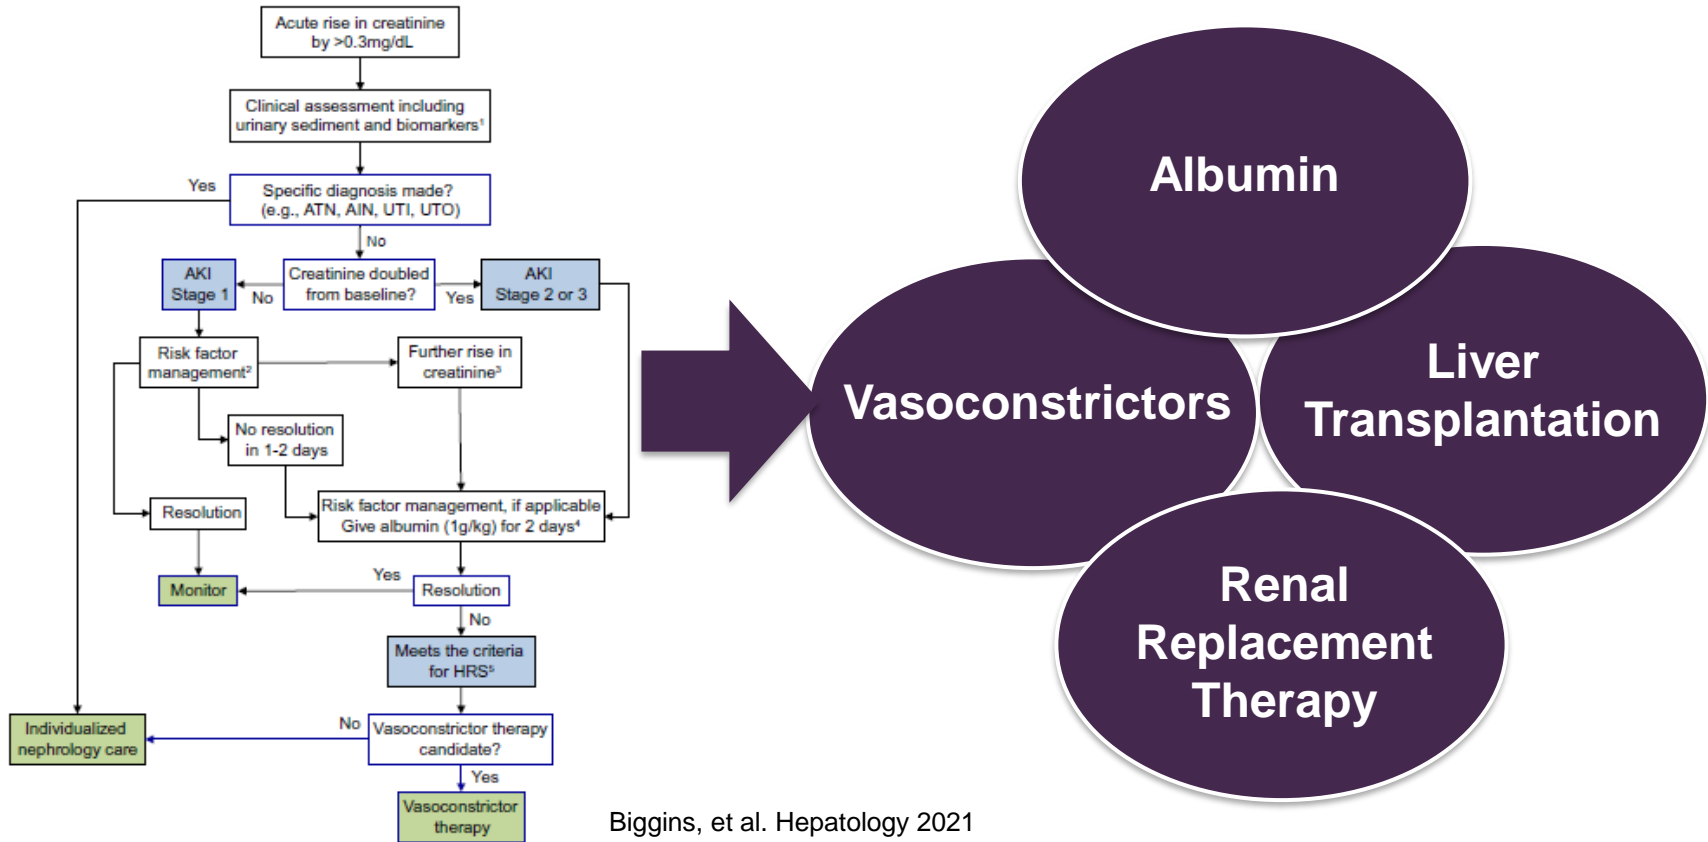 Acute rise in creatinine
by >0.3mg/dL
Clinical assessment including
urinary sediment and biomarkers¹
Yes
Specific diagnosis made?
(e.g., ATN, AIN, UTI, UTO)
No
AKI
Stage 1
No
Creatinine doubled
from baseline?
Yes
AKI
Stage 2 or 3
Risk factor
management²
Further rise in
creatinine³
No resolution
in 1-2 days
Resolution
Risk factor management, if applicable
Give albumin (1g/kg) for 2 days⁴
Monitor
Yes
Resolution
No
Meets the criteria
for HRS⁵
Individualized
nephrology care
No
Vasoconstrictor therapy
candidate?
Yes
Vasoconstrictor
therapy
Albumin
Vasoconstrictors
Liver
Transplantation
Renal
Replacement
Therapy
Biggins, et al. Hepatology 2021